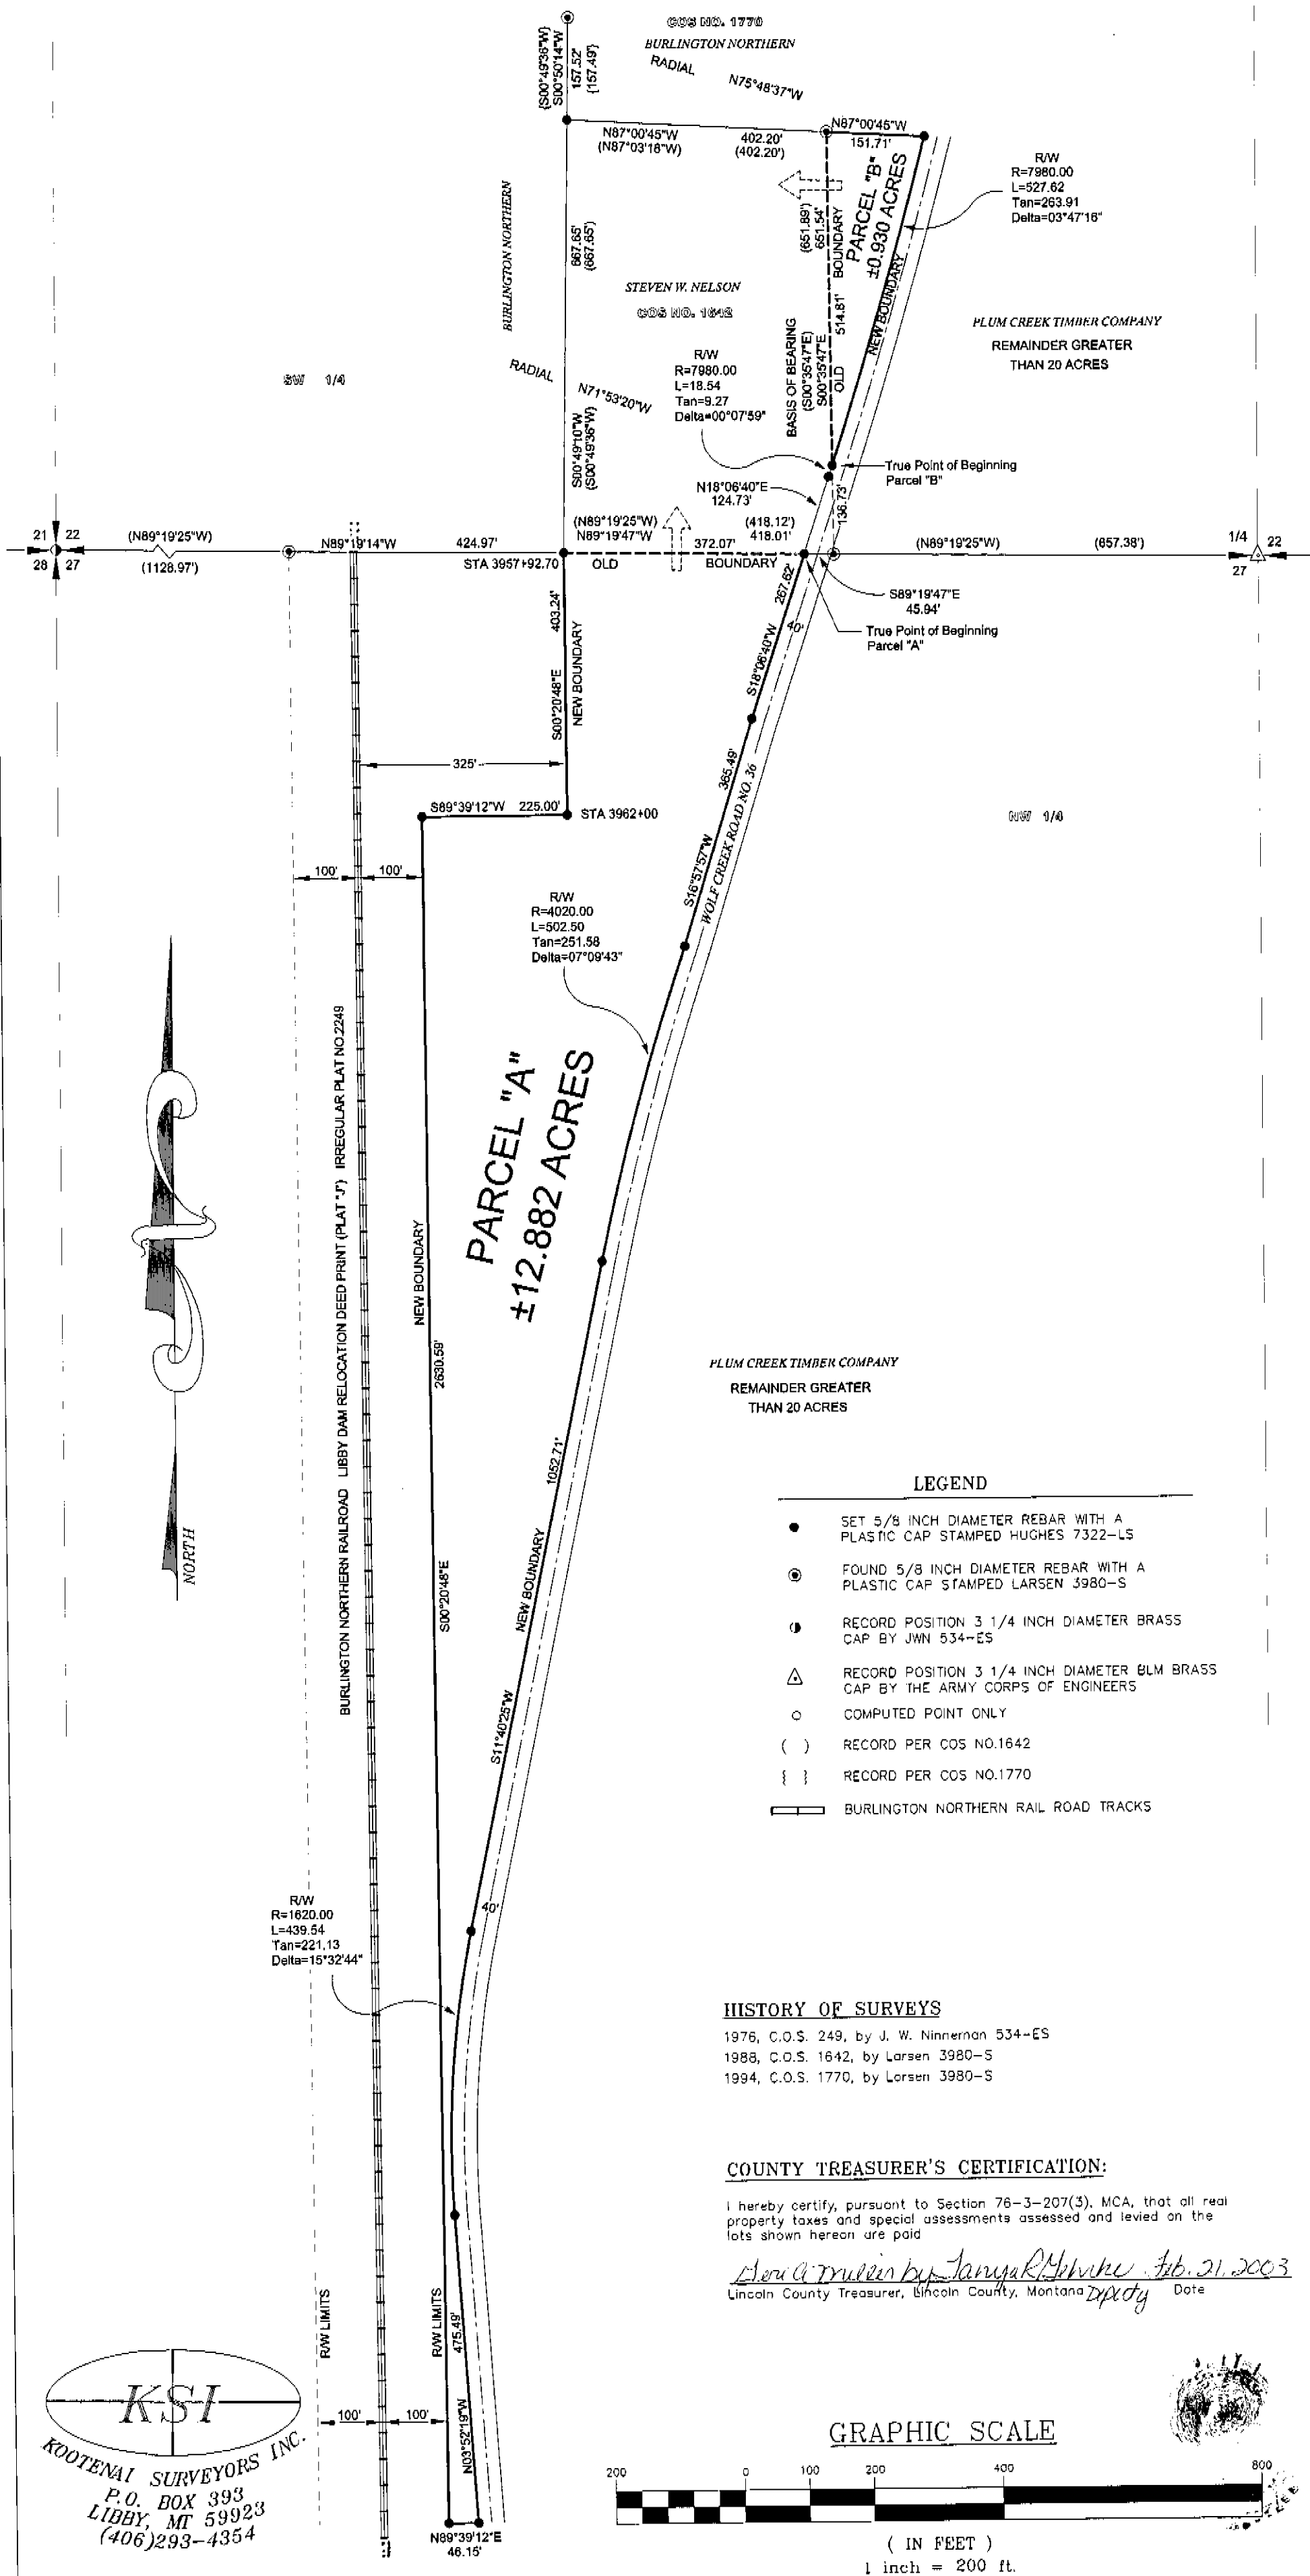 COS NO. 1770
BURLINGTON NORTHERN
RADIAL N75°48'37"W
{S00°49'36"W}
S00°50'14"W
157.52'
{157.49'}
N87°00'45"W 402.20'
(N87°03'18"W) (402.20')
N87°00'45"W
151.71'
R/W
R=7980.00
L=527.62
Tan=263.91
Delta=03°47'16"
PARCEL "B"
±0.930 ACRES
(651.89')
651.54'
OLD BOUNDARY
514.81'
NEW BOUNDARY
BURLINGTON NORTHERN
667.65'
(667.65')
STEVEN W. NELSON
COS NO. 1642
PLUM CREEK TIMBER COMPANY
REMAINDER GREATER
THAN 20 ACRES
BASIS OF BEARING
(S00°35'47"E)
S00°35'47"E
R/W
R=7980.00
L=18.54
Tan=9.27
Delta=00°07'59"
SW 1/4
RADIAL N71°53'20"W
S00°49'10"W
(S00°49'36"W)
True Point of Beginning
Parcel "B"
N18°06'40"E
124.73'
136.73'
21 22
28 27
(N89°19'25"W)
(1128.97')
N89°19'14"W 424.97'
STA 3957+92.70
(N89°19'25"W) (418.12')
N89°19'47"W 418.01'
372.07'
OLD BOUNDARY
(N89°19'25"W) (657.38')
1/4 22
27
S89°19'47"E
45.94'
True Point of Beginning
Parcel "A"
403.24'
S00°20'48"E
NEW BOUNDARY
267.62'
S18°06'40"W
40'
325'
S89°39'12"W 225.00'
STA 3962+00
365.49'
S16°57'57"W
WOLF CREEK ROAD NO. 36
NW 1/4
100' 100'
R/W
R=4020.00
L=502.50
Tan=251.58
Delta=07°09'43"
BURLINGTON NORTHERN RAILROAD LIBBY DAM RELOCATION DEED PRINT (PLAT "J") IRREGULAR PLAT NO.2249
PARCEL "A"
±12.882 ACRES
NEW BOUNDARY
2630.59'
S00°20'48"E
NORTH
PLUM CREEK TIMBER COMPANY
REMAINDER GREATER
THAN 20 ACRES
1052.71'
NEW BOUNDARY
S11°40'25"W
LEGEND
SET 5/8 INCH DIAMETER REBAR WITH A
PLASTIC CAP STAMPED HUGHES 7322-LS
FOUND 5/8 INCH DIAMETER REBAR WITH A
PLASTIC CAP STAMPED LARSEN 3980-S
RECORD POSITION 3 1/4 INCH DIAMETER BRASS
CAP BY JWN 534-ES
RECORD POSITION 3 1/4 INCH DIAMETER BLM BRASS
CAP BY THE ARMY CORPS OF ENGINEERS
COMPUTED POINT ONLY
( ) RECORD PER COS NO.1642
{ } RECORD PER COS NO.1770
BURLINGTON NORTHERN RAIL ROAD TRACKS
R/W
R=1620.00
L=439.54
Tan=221.13
Delta=15°32'44"
40'
HISTORY OF SURVEYS
1976, C.O.S. 249, by J. W. Ninneman 534-ES
1988, C.O.S. 1642, by Larsen 3980-S
1994, C.O.S. 1770, by Larsen 3980-S
COUNTY TREASURER'S CERTIFICATION:
I hereby certify, pursuant to Section 76-3-207(3), MCA, that all real
property taxes and special assessments assessed and levied on the
lots shown hereon are paid
by Tanya R Feb. 21, 2003
Lincoln County Treasurer, Lincoln County, Montana Deputy Date
R/W LIMITS
R/W LIMITS
475.49'
N03°52'19"W
100' 100'
N89°39'12"E
46.15'
KSI
KOOTENAI SURVEYORS INC.
P.O. BOX 393
LIBBY, MT 59923
(406)293-4354
GRAPHIC SCALE
200 0 100 200 400 800
( IN FEET )
1 inch = 200 ft.